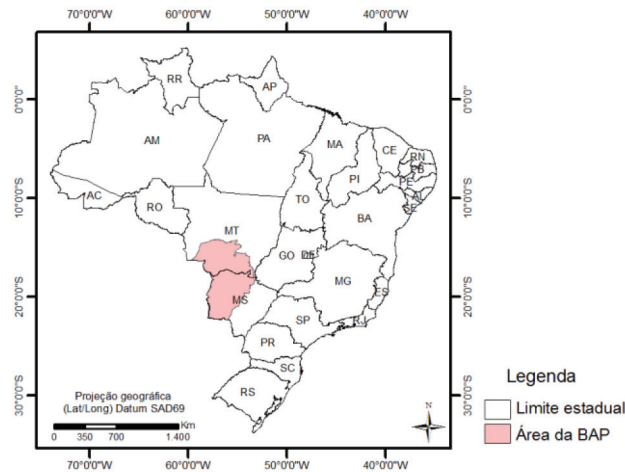 70°0'0"W 60°0'0"W 50°0'0"W 40°0'0"W
0°0'0"
10°0'0"S
20°0'0"S
30°0'0"S
RR
AP
AM
PA
MA
CE
RN
PB
PE
PI
AC
AL
SE
RO
TO
BA
MT
GO
DF
MG
MS
ES
SP
RJ
PR
SC
RS
0°0'0"
10°0'0"S
20°0'0"S
30°0'0"S
Projeção geográfica
(Lat/Long) Datum SAD69
Km
0 350 700 1.400
N
70°0'0"W 60°0'0"W 50°0'0"W 40°0'0"W
Legenda
Limite estadual
Área da BAP